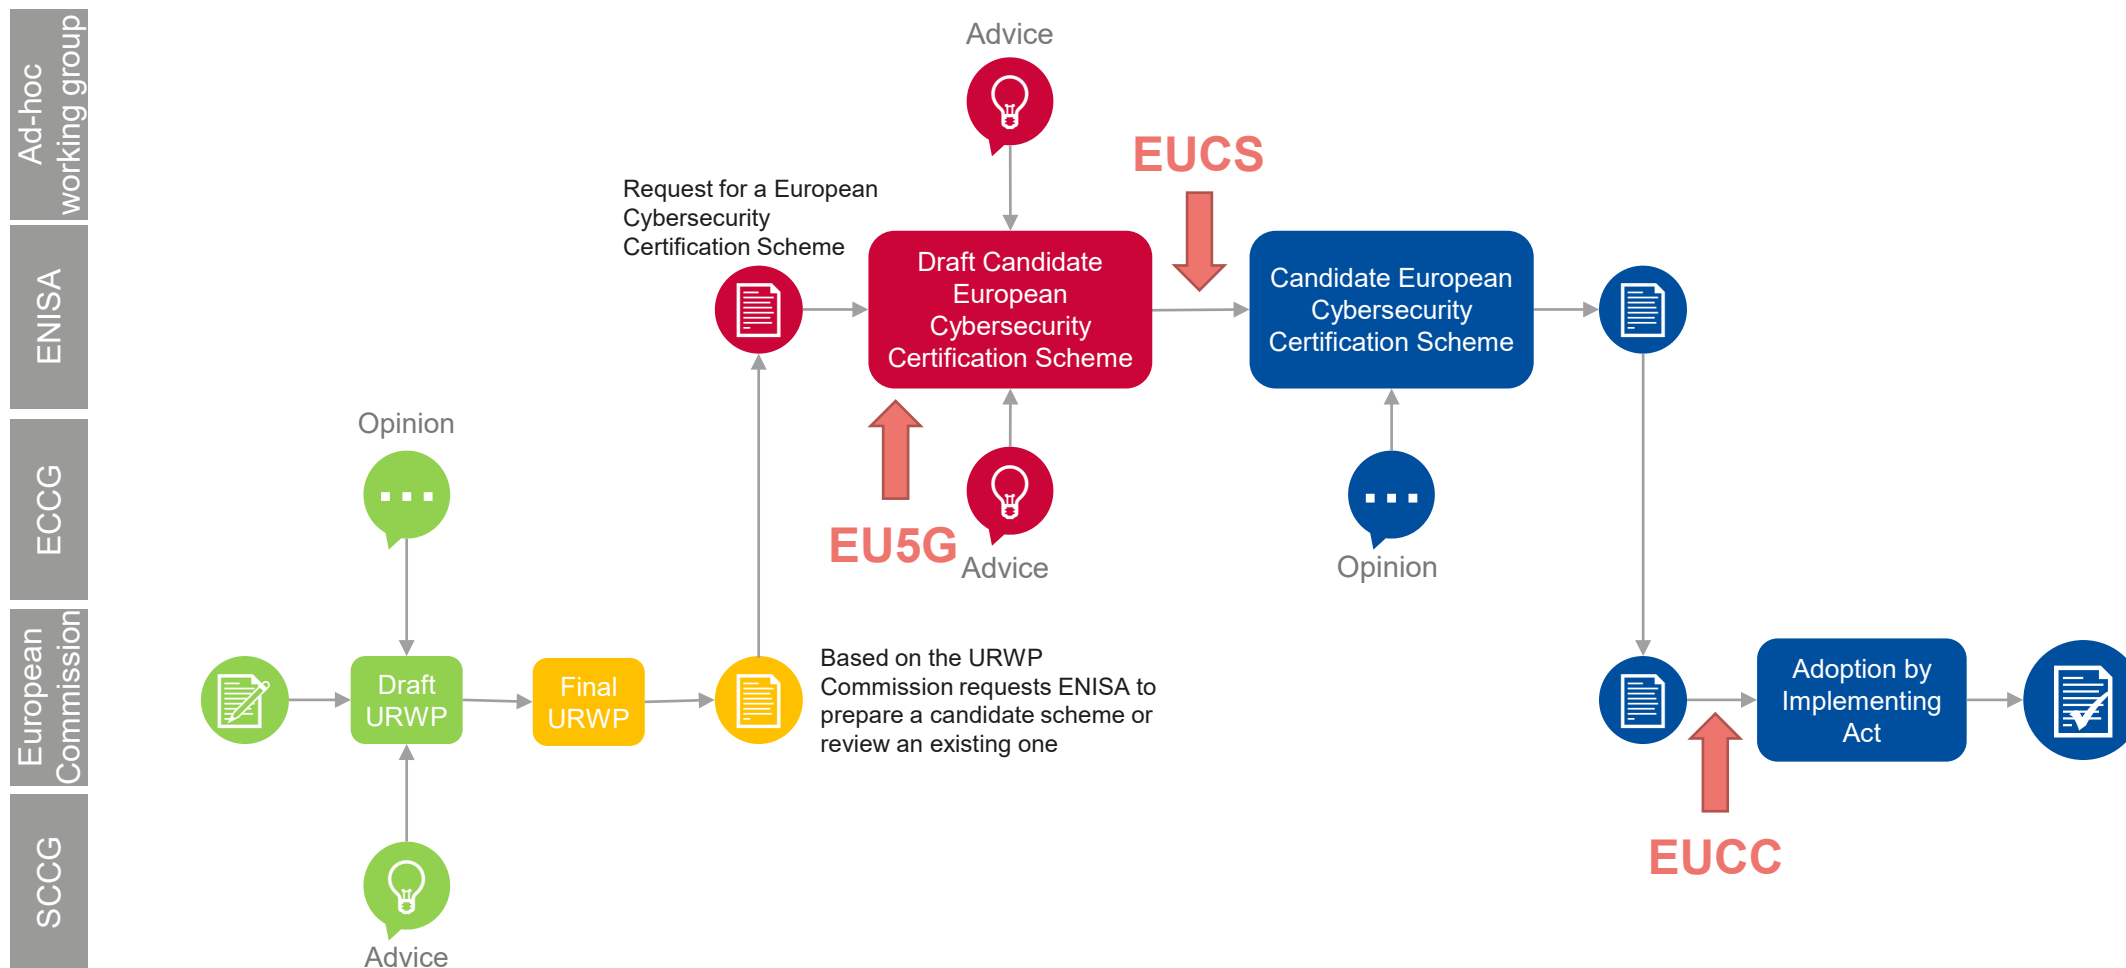 Ad-hoc
working group
ENISA
ECCG
European
Commission
SCCG
Advice
EUCS
Request for a European
Cybersecurity
Certification Scheme
Draft Candidate
European
Cybersecurity
Certification Scheme
Candidate European
Cybersecurity
Certification Scheme
Opinion
EU5G
Advice
Opinion
Draft
URWP
Final
URWP
Based on the URWP
Commission requests ENISA to
prepare a candidate scheme or
review an existing one
Adoption by
Implementing
Act
EUCC
Advice